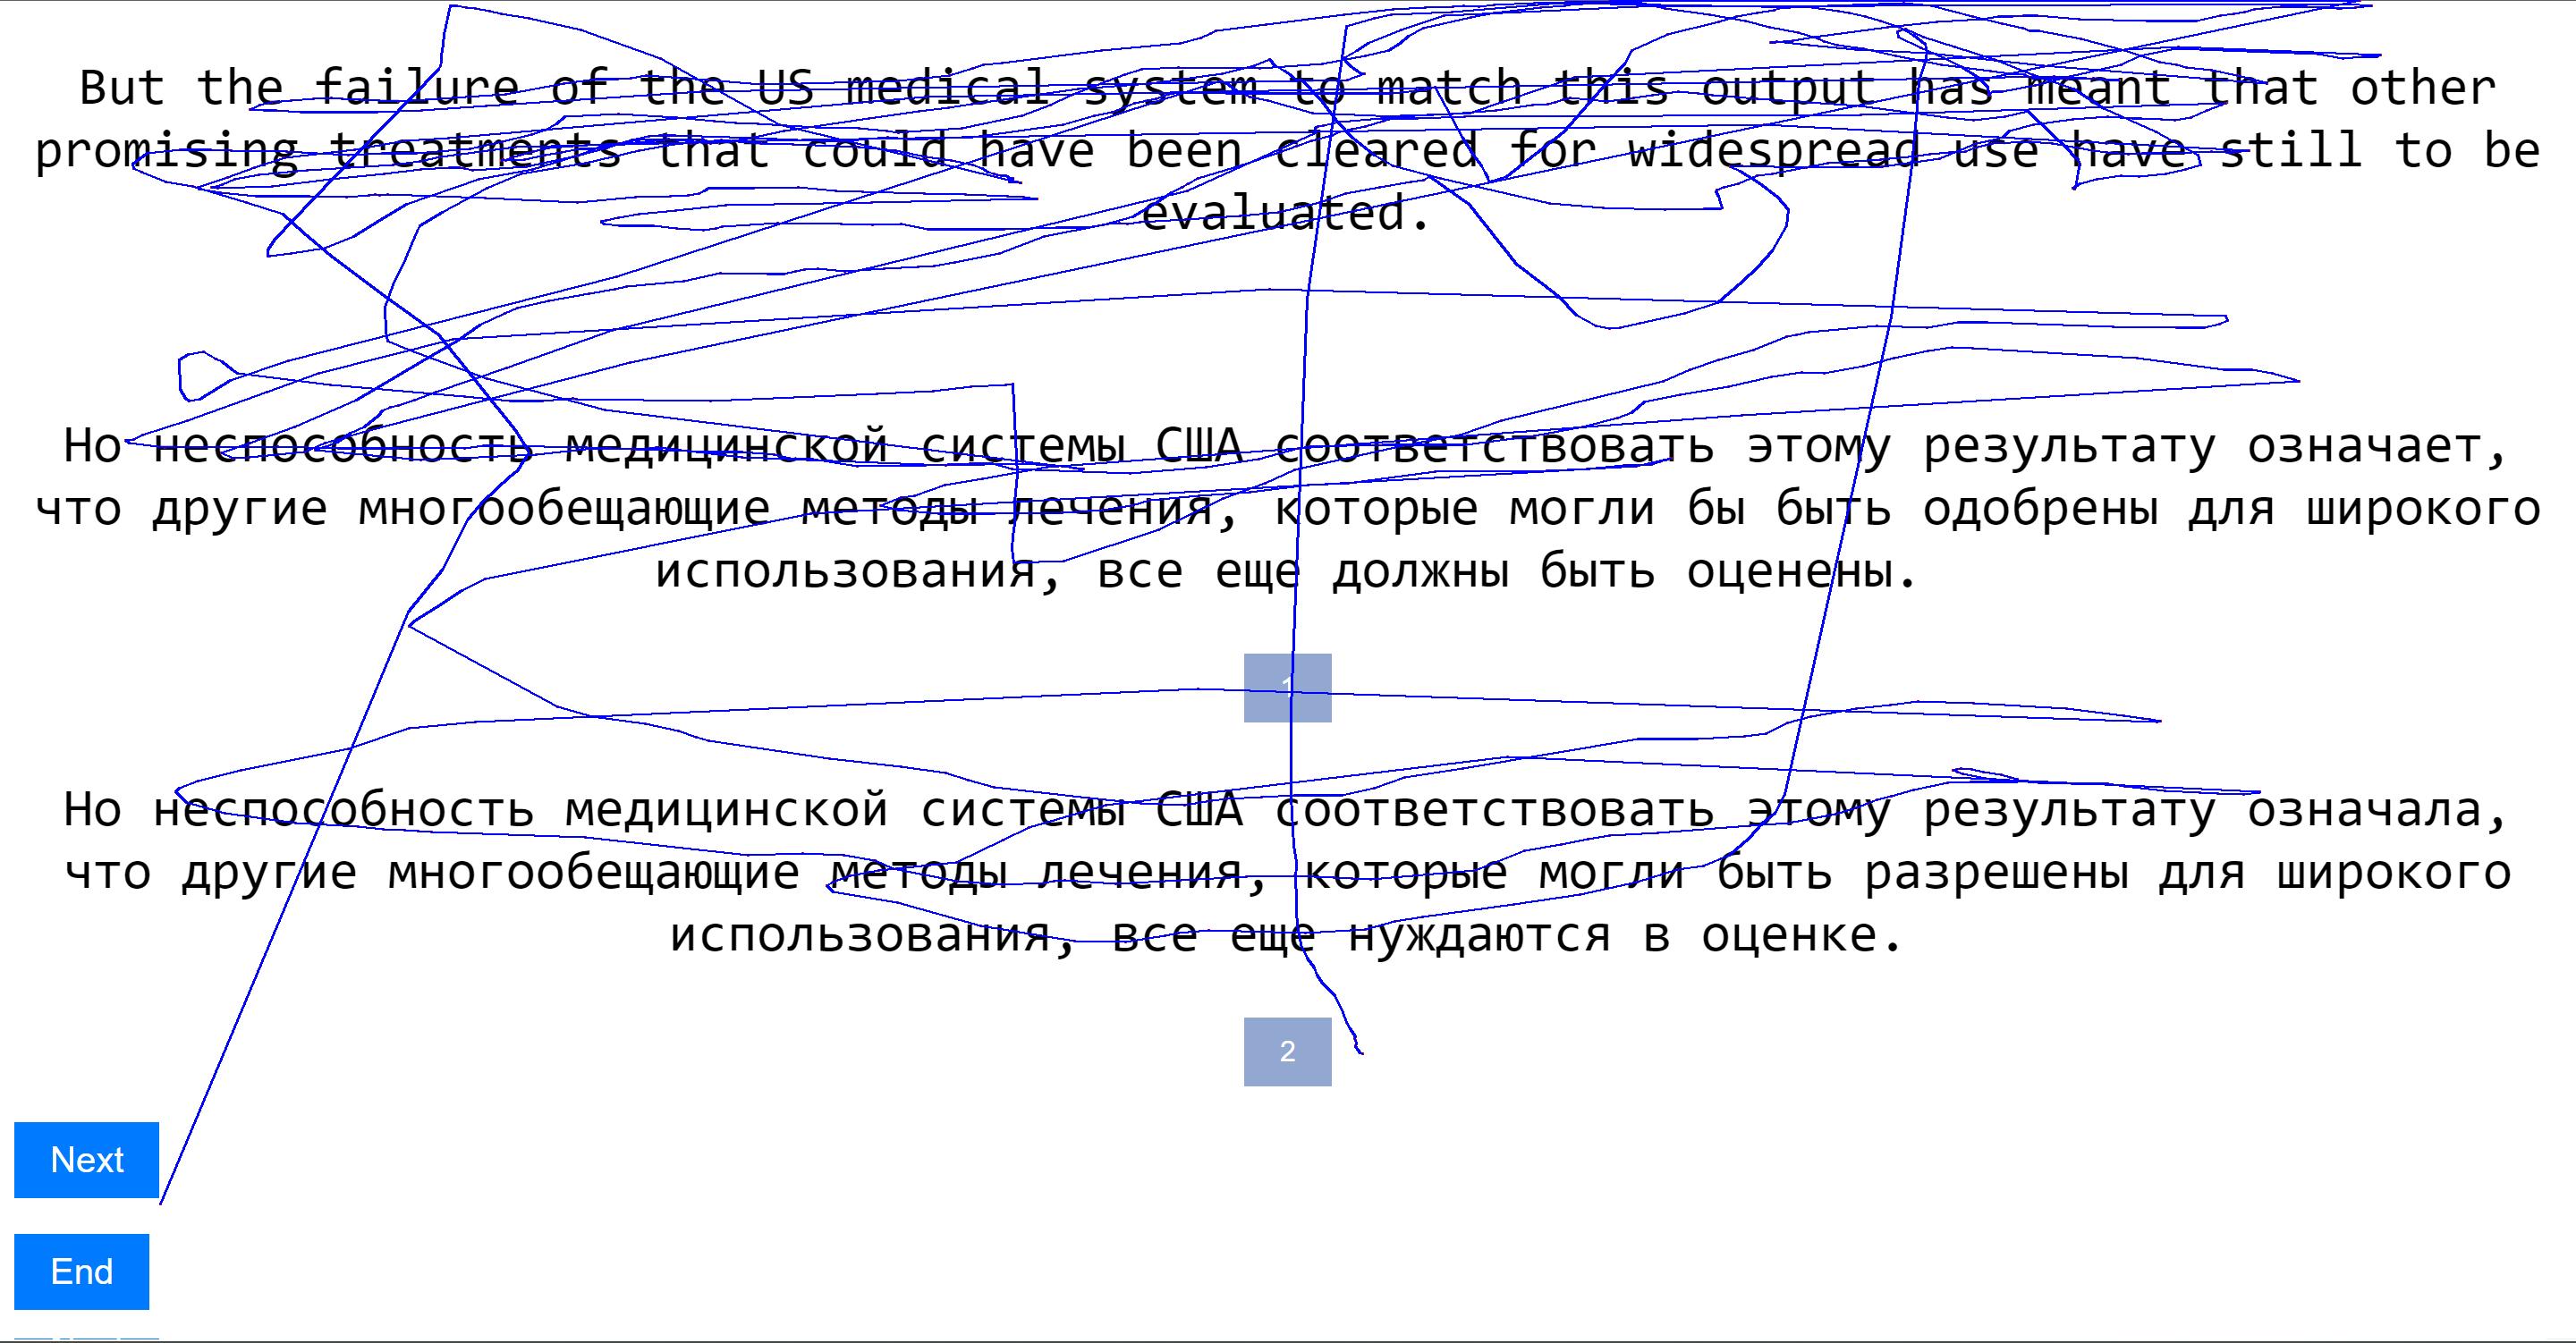 But the failure of the US medical system to match this output has meant that other
promising treatments that could have been cleared for widespread use have still to be
evaluated.
Но неспособность медицинской системы США соответствовать этому результату означает,
что другие многообещающие методы лечения, которые могли бы быть одобрены для широкого
использования, все еще должны быть оценены.
1
Но неспособность медицинской системы США соответствовать этому результату означала,
что другие многообещающие методы лечения, которые могли быть разрешены для широкого
использования, все еще нуждаются в оценке.
2
Next
End